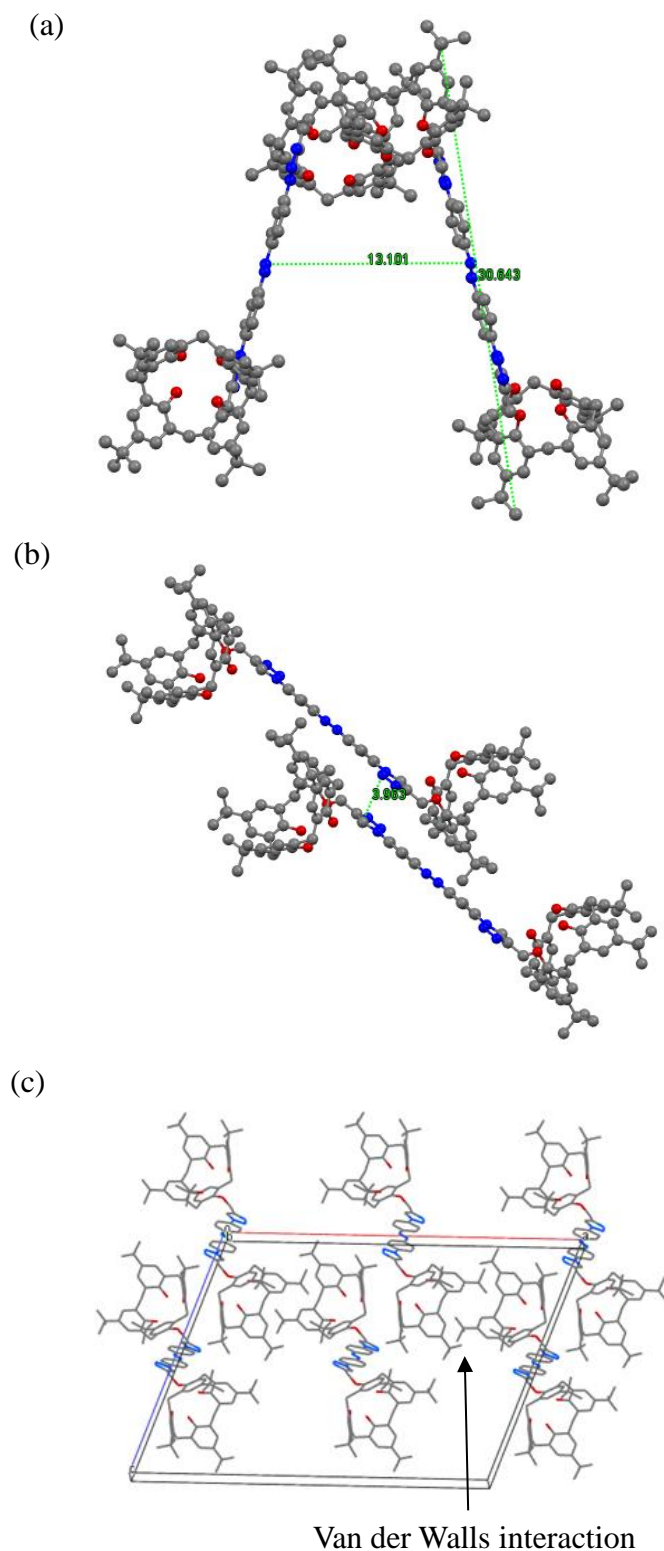 (a)
13.101
30.643
(b)
3.963
(c)
Van der Walls interaction